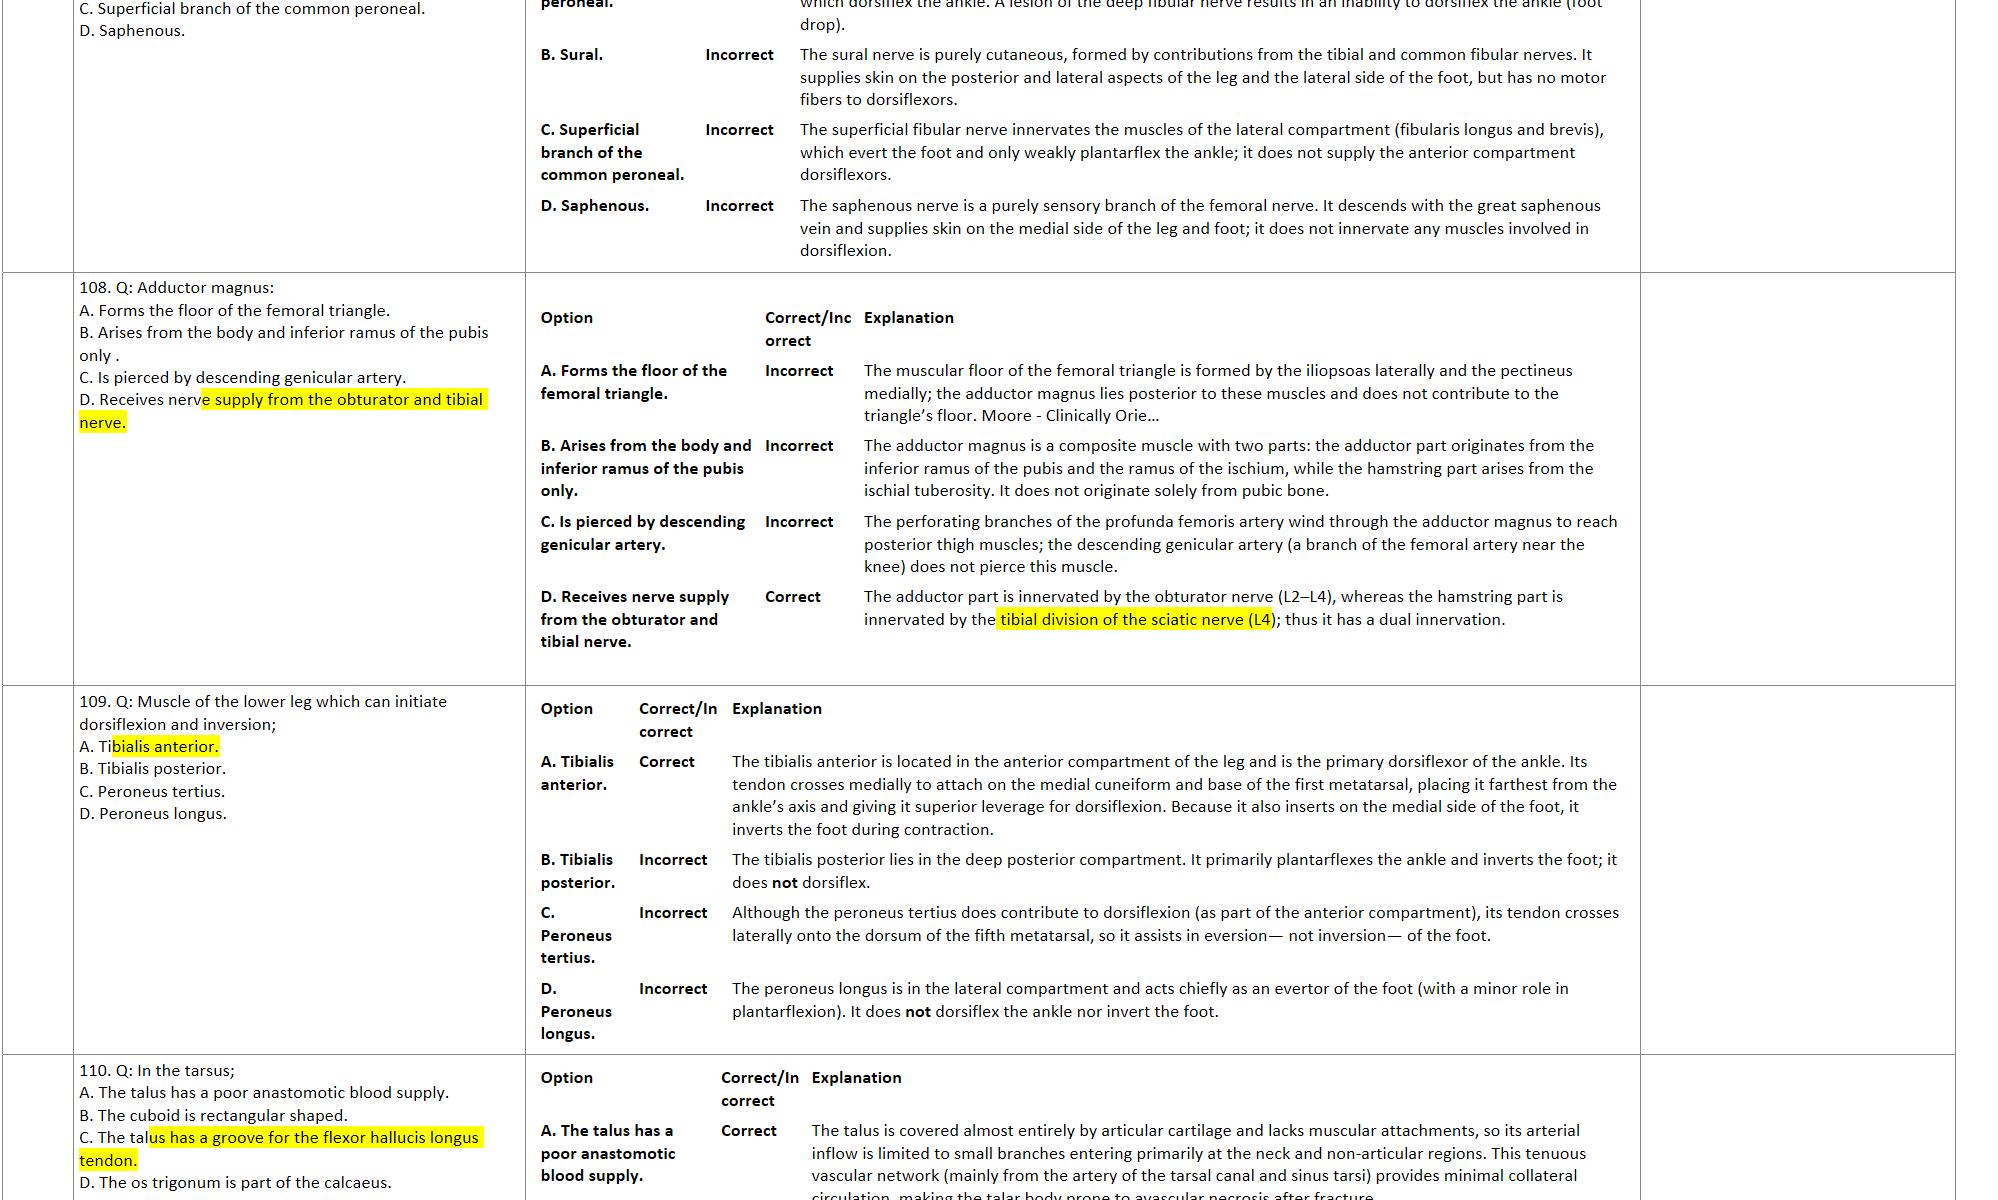 C. Superficial branch of the common peroneal.
D. Saphenous.
peroneal.
which dorsiflex the ankle. A lesion of the deep fibular nerve results in an inability to dorsiflex the ankle (foot
drop).
B. Sural. Incorrect The sural nerve is purely cutaneous, formed by contributions from the tibial and common fibular nerves. It
supplies skin on the posterior and lateral aspects of the leg and the lateral side of the foot, but has no motor
fibers to dorsiflexors.
C. Superficial Incorrect The superficial fibular nerve innervates the muscles of the lateral compartment (fibularis longus and brevis),
branch of the which evert the foot and only weakly plantarflex the ankle; it does not supply the anterior compartment
common peroneal. dorsiflexors.
D. Saphenous. Incorrect The saphenous nerve is a purely sensory branch of the femoral nerve. It descends with the great saphenous
vein and supplies skin on the medial side of the leg and foot; it does not innervate any muscles involved in
dorsiflexion.
108. Q: Adductor magnus:
A. Forms the floor of the femoral triangle.
B. Arises from the body and inferior ramus of the pubis
only .
C. Is pierced by descending genicular artery.
D. Receives nerve supply from the obturator and tibial
nerve.
Option Correct/Inc Explanation
orrect
A. Forms the floor of the Incorrect The muscular floor of the femoral triangle is formed by the iliopsoas laterally and the pectineus
femoral triangle. medially; the adductor magnus lies posterior to these muscles and does not contribute to the
triangle’s floor. Moore - Clinically Orie…
B. Arises from the body and Incorrect The adductor magnus is a composite muscle with two parts: the adductor part originates from the
inferior ramus of the pubis inferior ramus of the pubis and the ramus of the ischium, while the hamstring part arises from the
only. ischial tuberosity. It does not originate solely from pubic bone.
C. Is pierced by descending Incorrect The perforating branches of the profunda femoris artery wind through the adductor magnus to reach
genicular artery. posterior thigh muscles; the descending genicular artery (a branch of the femoral artery near the
knee) does not pierce this muscle.
D. Receives nerve supply Correct The adductor part is innervated by the obturator nerve (L2–L4), whereas the hamstring part is
from the obturator and innervated by the tibial division of the sciatic nerve (L4); thus it has a dual innervation.
tibial nerve.
109. Q: Muscle of the lower leg which can initiate
dorsiflexion and inversion;
A. Tibialis anterior.
B. Tibialis posterior.
C. Peroneus tertius.
D. Peroneus longus.
Option Correct/In Explanation
correct
A. Tibialis Correct The tibialis anterior is located in the anterior compartment of the leg and is the primary dorsiflexor of the ankle. Its
anterior. tendon crosses medially to attach on the medial cuneiform and base of the first metatarsal, placing it farthest from the
ankle’s axis and giving it superior leverage for dorsiflexion. Because it also inserts on the medial side of the foot, it
inverts the foot during contraction.
B. Tibialis Incorrect The tibialis posterior lies in the deep posterior compartment. It primarily plantarflexes the ankle and inverts the foot; it
posterior. does not dorsiflex.
C. Incorrect Although the peroneus tertius does contribute to dorsiflexion (as part of the anterior compartment), its tendon crosses
Peroneus laterally onto the dorsum of the fifth metatarsal, so it assists in eversion— not inversion— of the foot.
tertius.
D. Incorrect The peroneus longus is in the lateral compartment and acts chiefly as an evertor of the foot (with a minor role in
Peroneus plantarflexion). It does not dorsiflex the ankle nor invert the foot.
longus.
110. Q: In the tarsus;
A. The talus has a poor anastomotic blood supply.
B. The cuboid is rectangular shaped.
C. The talus has a groove for the flexor hallucis longus
tendon.
D. The os trigonum is part of the calcaeus.
Option Correct/In Explanation
correct
A. The talus has a Correct The talus is covered almost entirely by articular cartilage and lacks muscular attachments, so its arterial
poor anastomotic inflow is limited to small branches entering primarily at the neck and non-articular regions. This tenuous
blood supply. vascular network (mainly from the artery of the tarsal canal and sinus tarsi) provides minimal collateral
circulation, making the talar body prone to avascular necrosis after fracture.